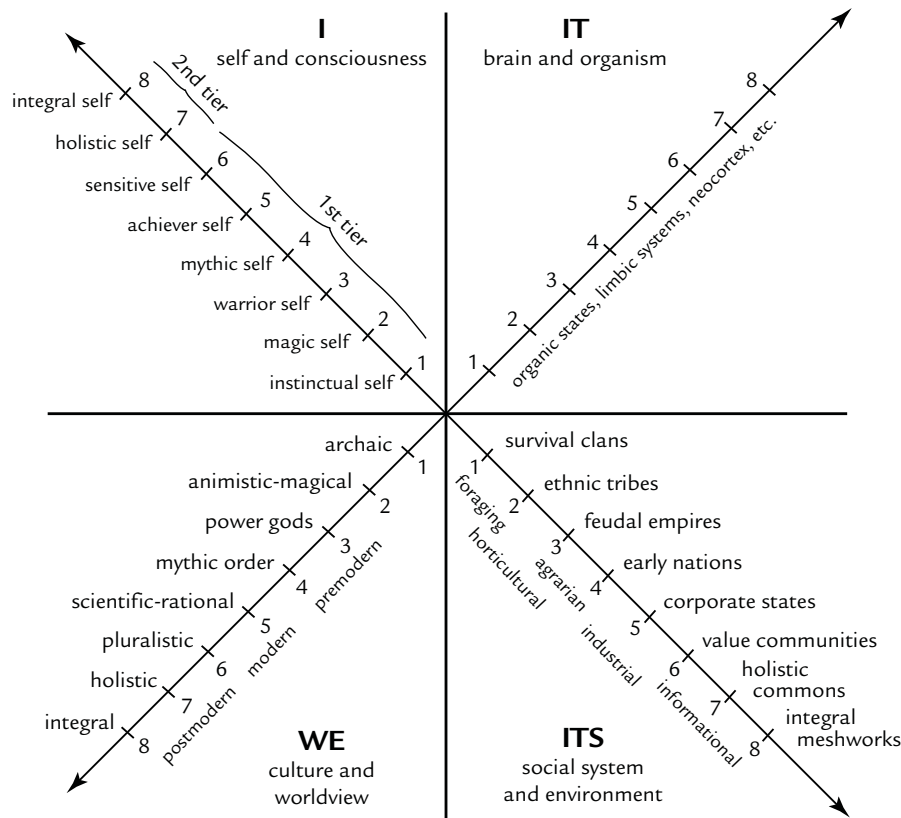 I
self and consciousness
2nd tier
1st tier
8
integral self
7
holistic self
6
sensitive self
5
achiever self
4
mythic self
3
warrior self
2
magic self
1
instinctual self
IT
brain and organism
8
7
6
5
4
3
2
1
organic states, limbic systems, neocortex, etc.
archaic
1
animistic-magical
2
power gods
3
mythic order
4
scientific-rational
5
pluralistic
6
holistic
7
integral
8
premodern
modern
postmodern
WE
culture and
worldview
survival clans
1
ethnic tribes
2
feudal empires
3
early nations
4
corporate states
5
value communities
6
holistic
commons
7
integral
meshworks
8
foraging
horticultural
agrarian
industrial
informational
ITS
social system
and environment